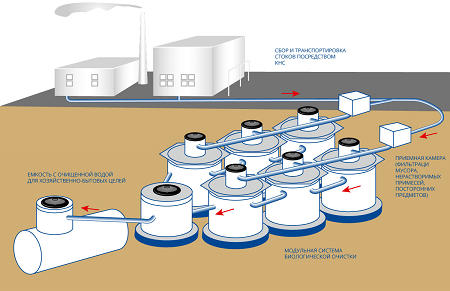 СБОР И ТРАНСПОРТИРОВКА
СТОКОВ ПОСРЕДСТВОМ
КНС
ПРИЕМНАЯ КАМЕРА
(ФИЛЬТРАЦИ
МУСОРА,
НЕРАСТВОРИМЫХ
ПРИМЕСЕЙ,
ПОСТОРОННИХ
ПРЕДМЕТОВ)
ЕМКОСТЬ С ОЧИЩЕННОЙ ВОДОЙ
ДЛЯ ХОЗЯЙСТВЕННО-БЫТОВЫХ ЦЕЛЕЙ
МОДУЛЬНАЯ СИСТЕМА
БИОЛОГИЧЕСКОЙ ОЧИСТКИ